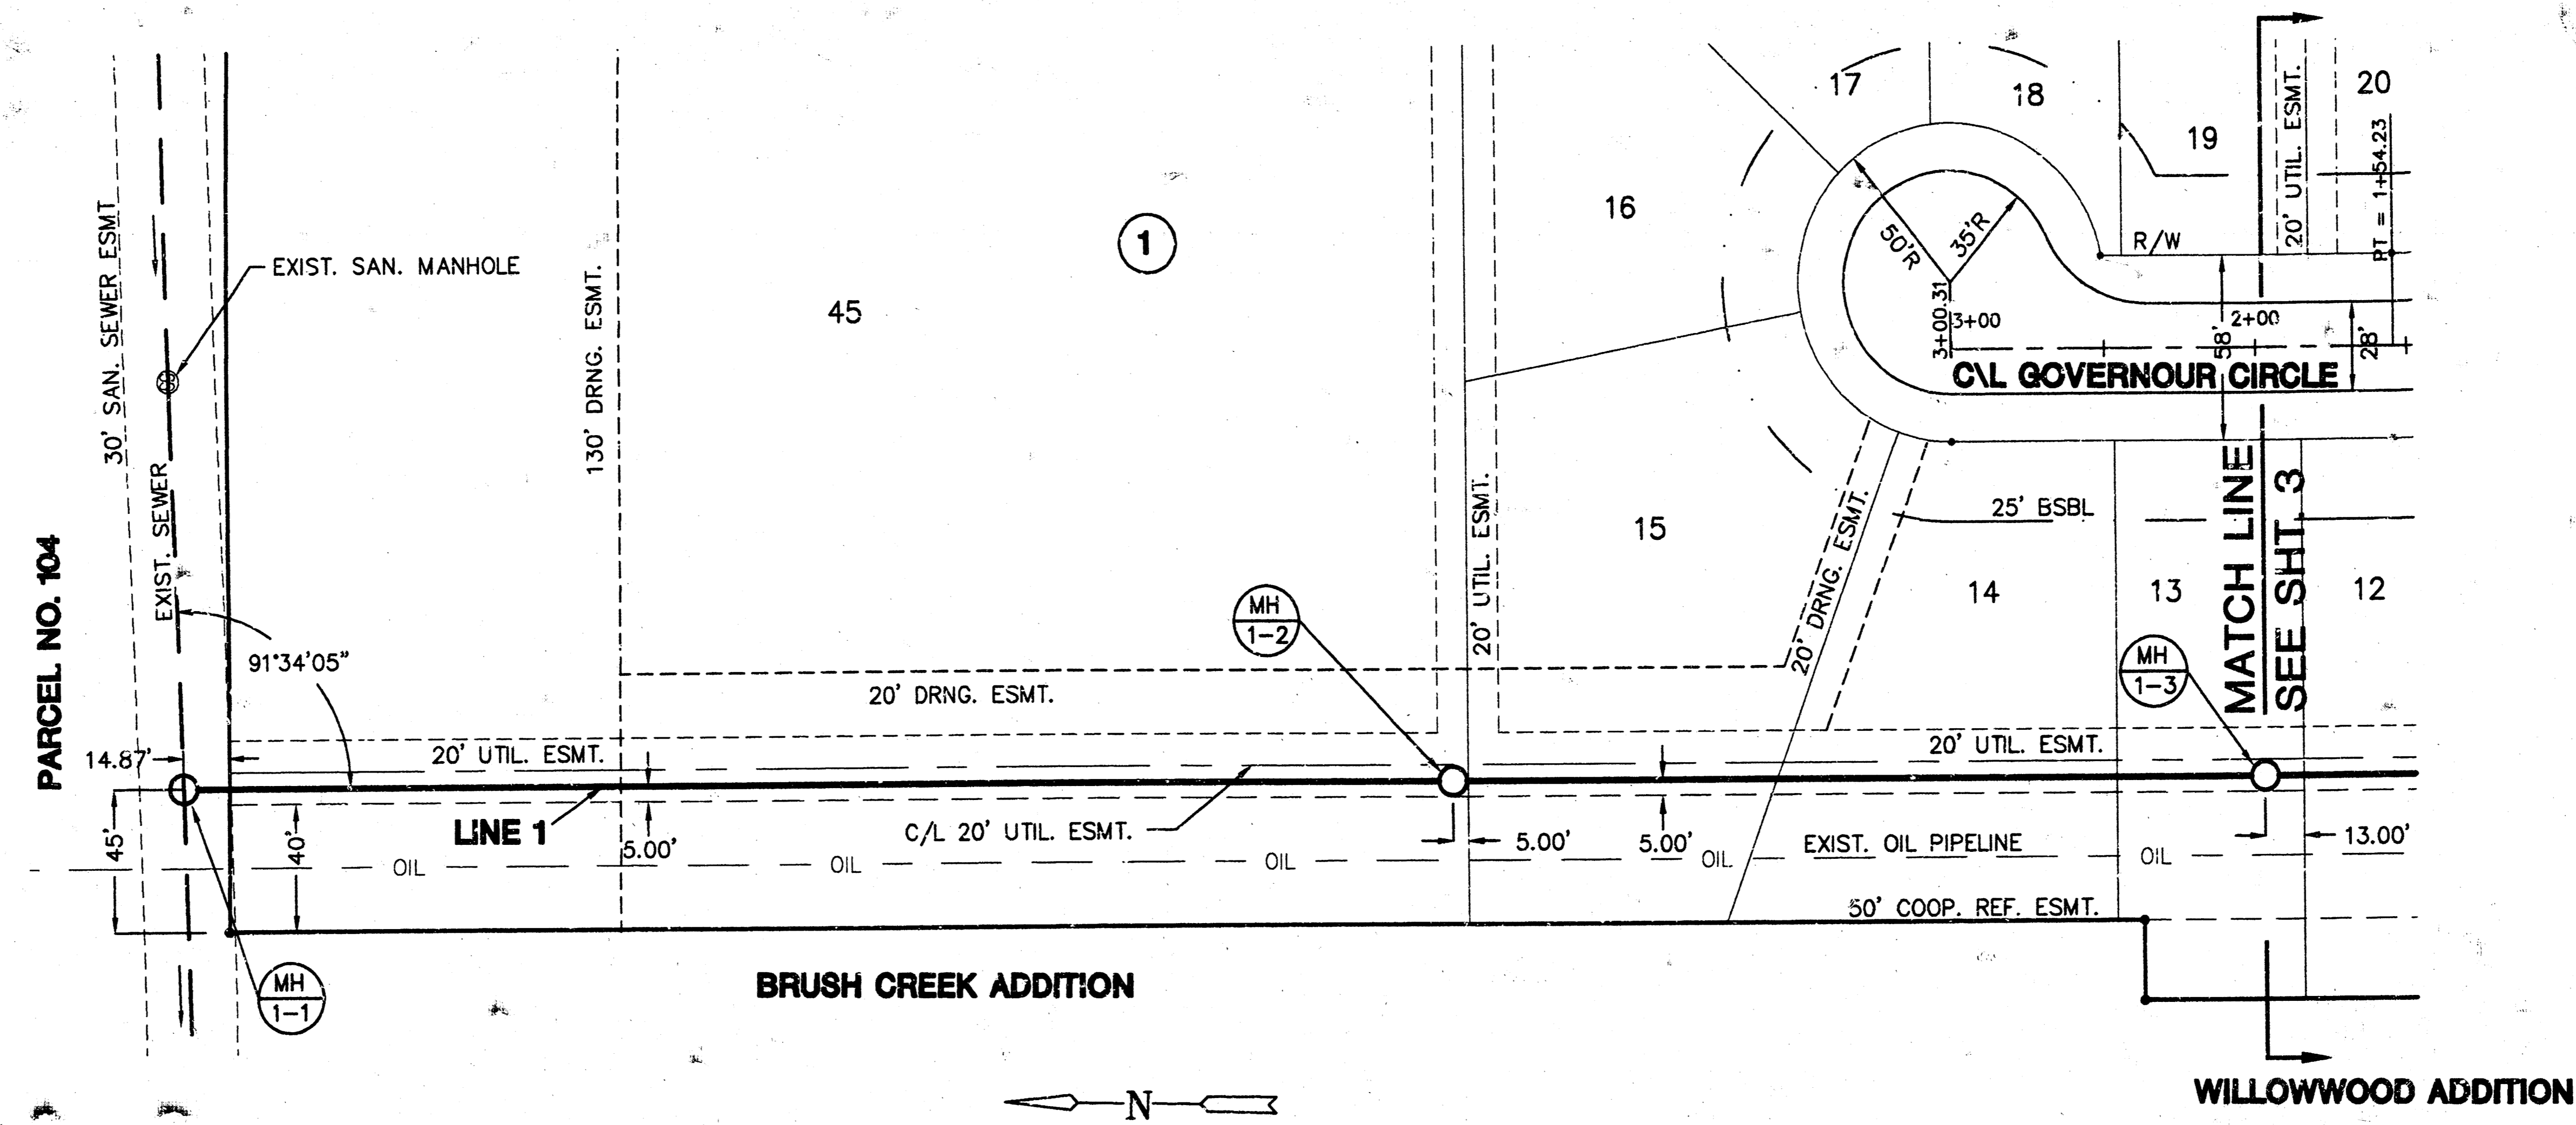 17
18
19
20
20' UTIL. ESMT.
PT = 1+54.23
30' SAN. SEWER ESMT
EXIST. SAN. MANHOLE
130' DRNG. ESMT.
1
45
16
50'R
35'R
R/W
3+00.31
3+00
2+00
58'
28'
C\L GOVERNOUR CIRCLE
EXIST. SEWER
PARCEL NO. 104
91°34'05"
MH
1-2
20' UTIL. ESMT.
15
20' DRNG. ESMT.
25' BSBL
14
13
12
MATCH LINE
SEE SHT 3
MH
1-3
20' DRNG. ESMT.
14.87'
20' UTIL. ESMT.
20' UTIL. ESMT.
45'
40'
LINE 1
5.00'
C/L 20' UTIL. ESMT.
5.00'
5.00'
EXIST. OIL PIPELINE
13.00'
OIL
OIL
OIL
OIL
OIL
50' COOP. REF. ESMT.
MH
1-1
BRUSH CREEK ADDITION
N
WILLOWWOOD ADDITION